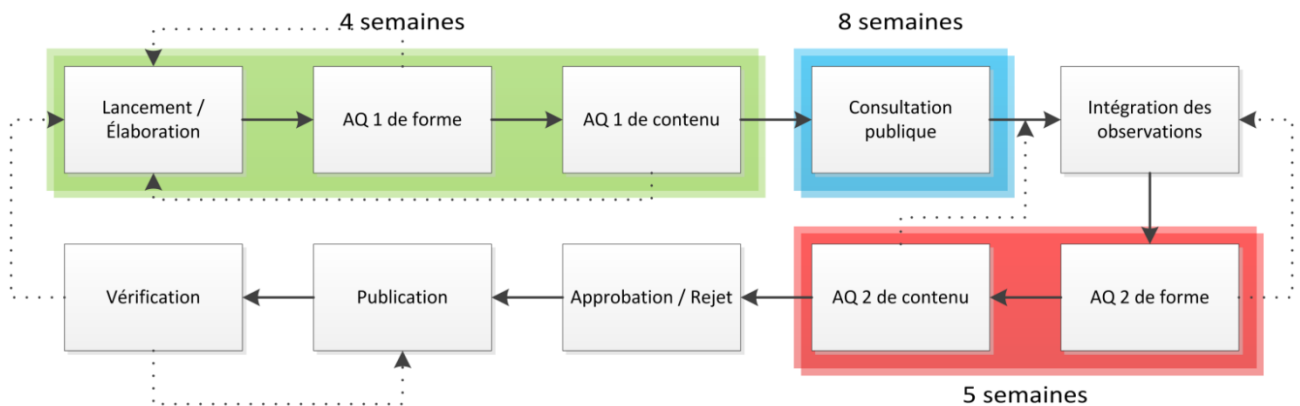 4 semaines
8 semaines
Lancement /
Élaboration
AQ 1 de forme
AQ 1 de contenu
Consultation
publique
Intégration des
observations
Vérification
Publication
Approbation / Rejet
AQ 2 de contenu
AQ 2 de forme
5 semaines